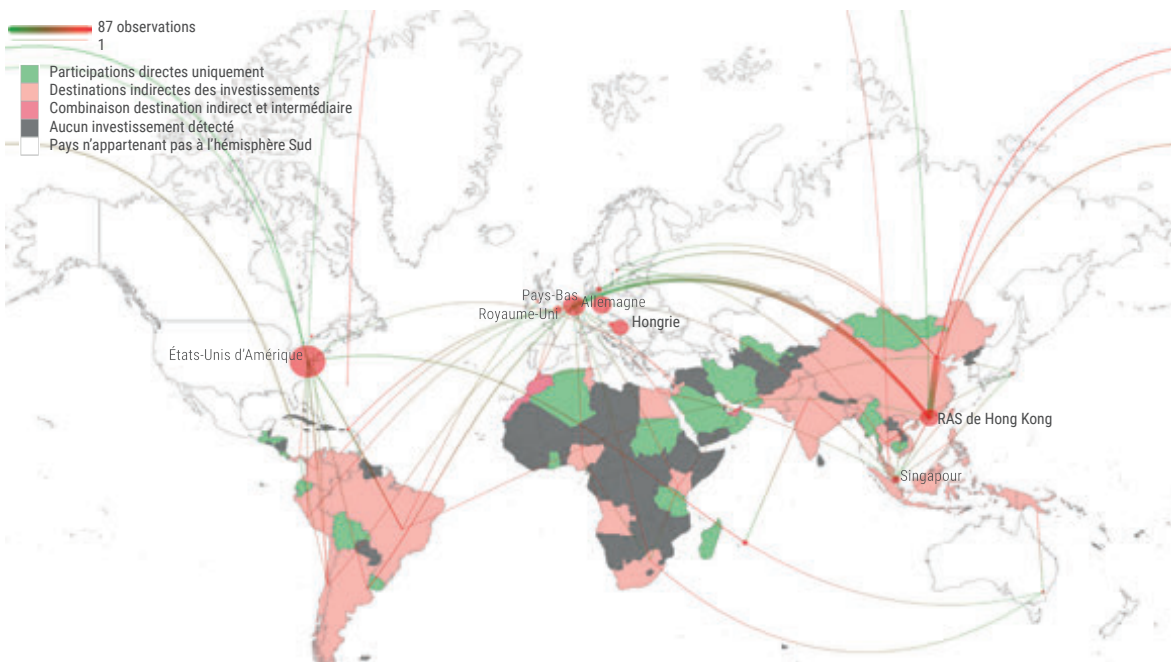 87 observations
1
Participations directes uniquement
Destinations indirectes des investissements
Combinaison destination indirect et intermédiaire
Aucun investissement détecté
Pays n'appartenant pas à l'hémisphère Sud
Pays-Bas
Allemagne
Royaume-Uni
Hongrie
États-Unis d'Amérique
RAS de Hong Kong
Singapour